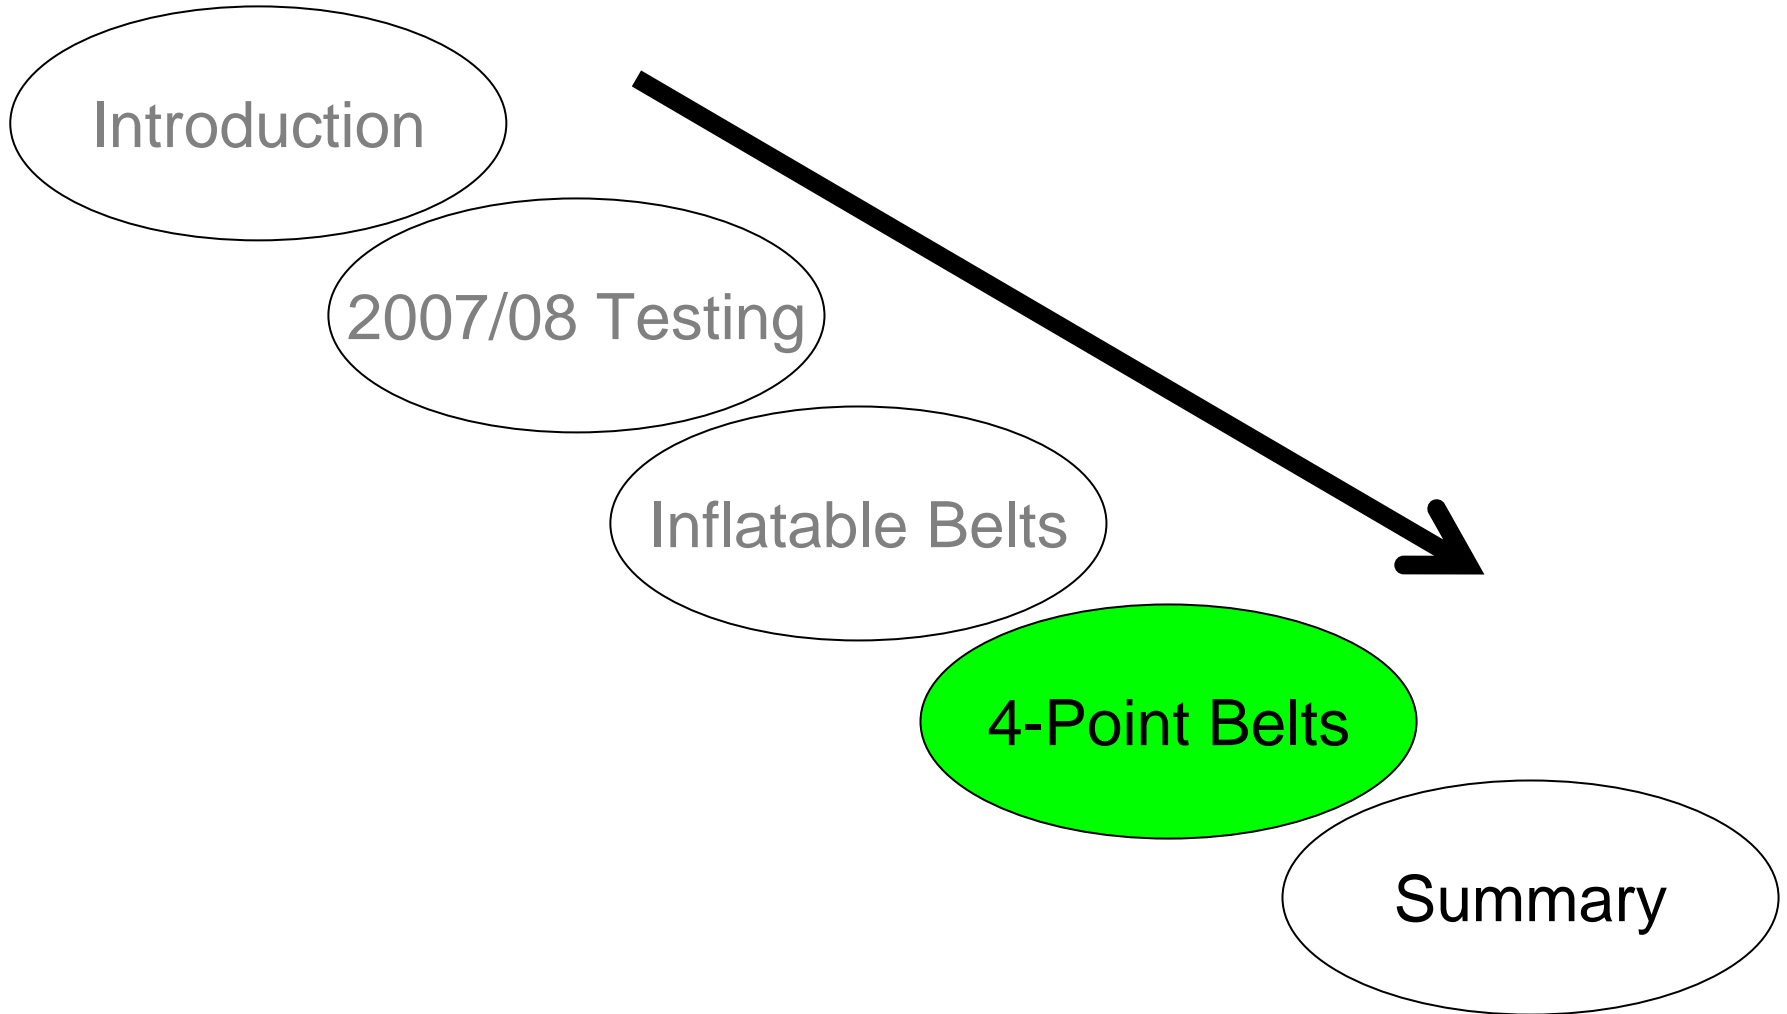 Introduction
2007/08 Testing
Inflatable Belts
4-Point Belts
Summary